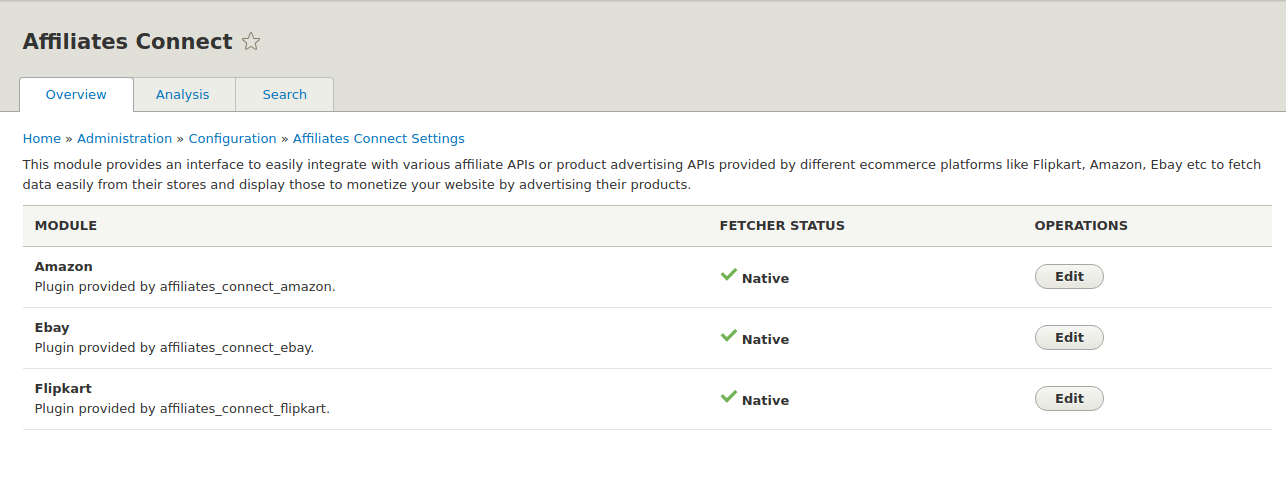 Affiliates Connect
Overview Analysis Search
Home » Administration » Configuration » Affiliates Connect Settings
This module provides an interface to easily integrate with various affiliate APIs or product advertising APIs provided by different ecommerce platforms like Flipkart, Amazon, Ebay etc to fetch
data easily from their stores and display those to monetize your website by advertising their products.
MODULE FETCHER STATUS OPERATIONS
Amazon
Plugin provided by affiliates_connect_amazon.
Native Edit
Ebay
Plugin provided by affiliates_connect_ebay.
Native Edit
Flipkart
Plugin provided by affiliates_connect_flipkart.
Native Edit